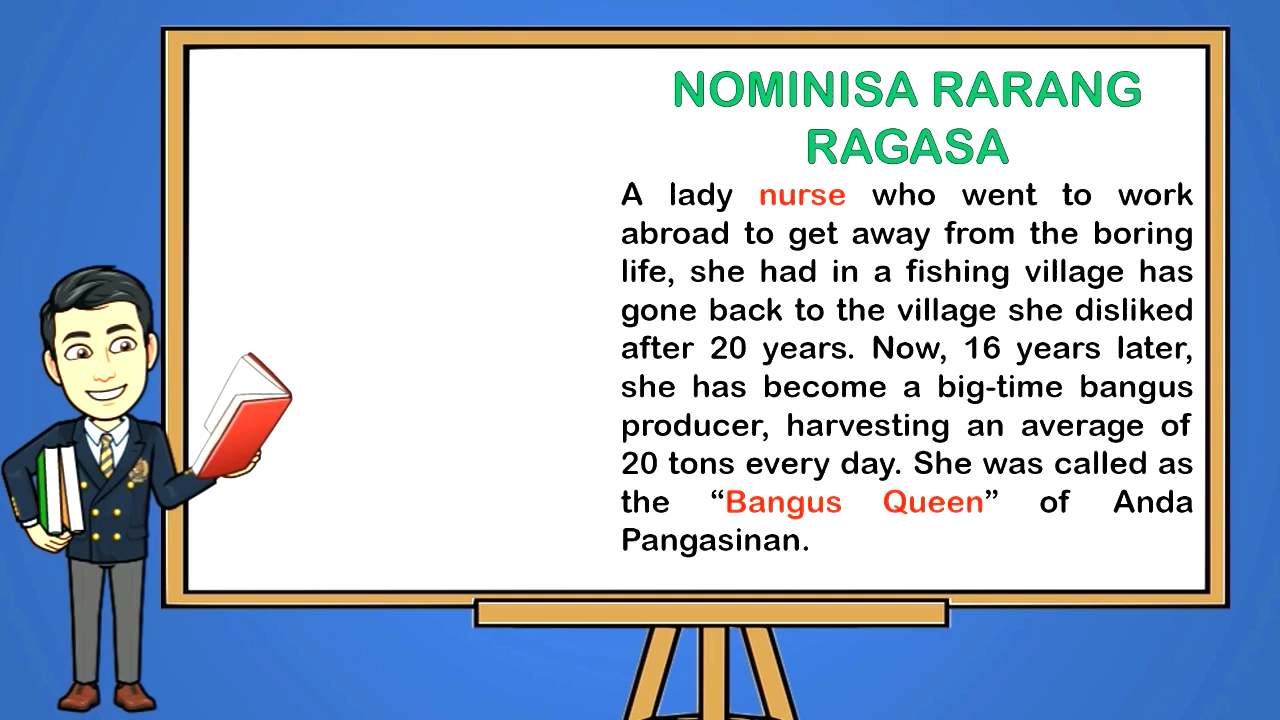 NOMINISA RARANG
RAGASA
A lady nurse who went to work
abroad to get away from the boring
life, she had in a fishing village has
gone back to the village she disliked
after 20 years. Now, 16 years later,
she has become a big-time bangus
producer, harvesting an average of
20 tons every day. She was called as
the “Bangus Queen” of Anda
Pangasinan.